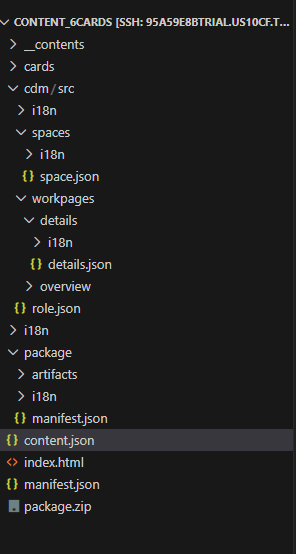 CONTENT_6CARDS [SSH: 95A59E8BTRIAL.US10CF.T...
__contents
cards
cdm / src
i18n
spaces
i18n
{} space.json
workpages
details
i18n
{} details.json
overview
{} role.json
i18n
package
artifacts
i18n
{} manifest.json
{} content.json
<> index.html
{} manifest.json
package.zip